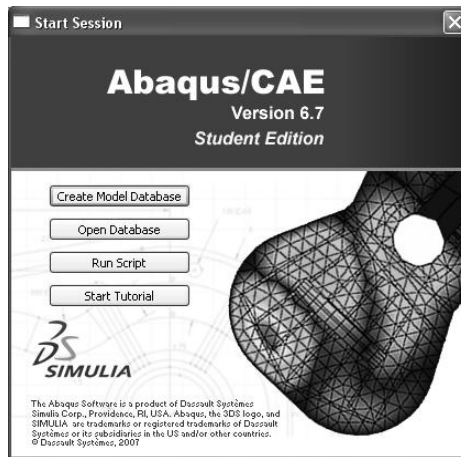 Start Session
Abaqus/CAE
Version 6.7
Student Edition
Create Model Database
Open Database
Run Script
Start Tutorial
3DS
SIMULIA
The Abaqus Software is a product of Dassault Systèmes
Simulia Corp., Providence, RI, USA. Abaqus, the 3DS logo, and
SIMULIA are trademarks or registered trademarks of Dassault
Systèmes or its subsidiaries in the US and/or other countries.
© Dassault Systèmes, 2007